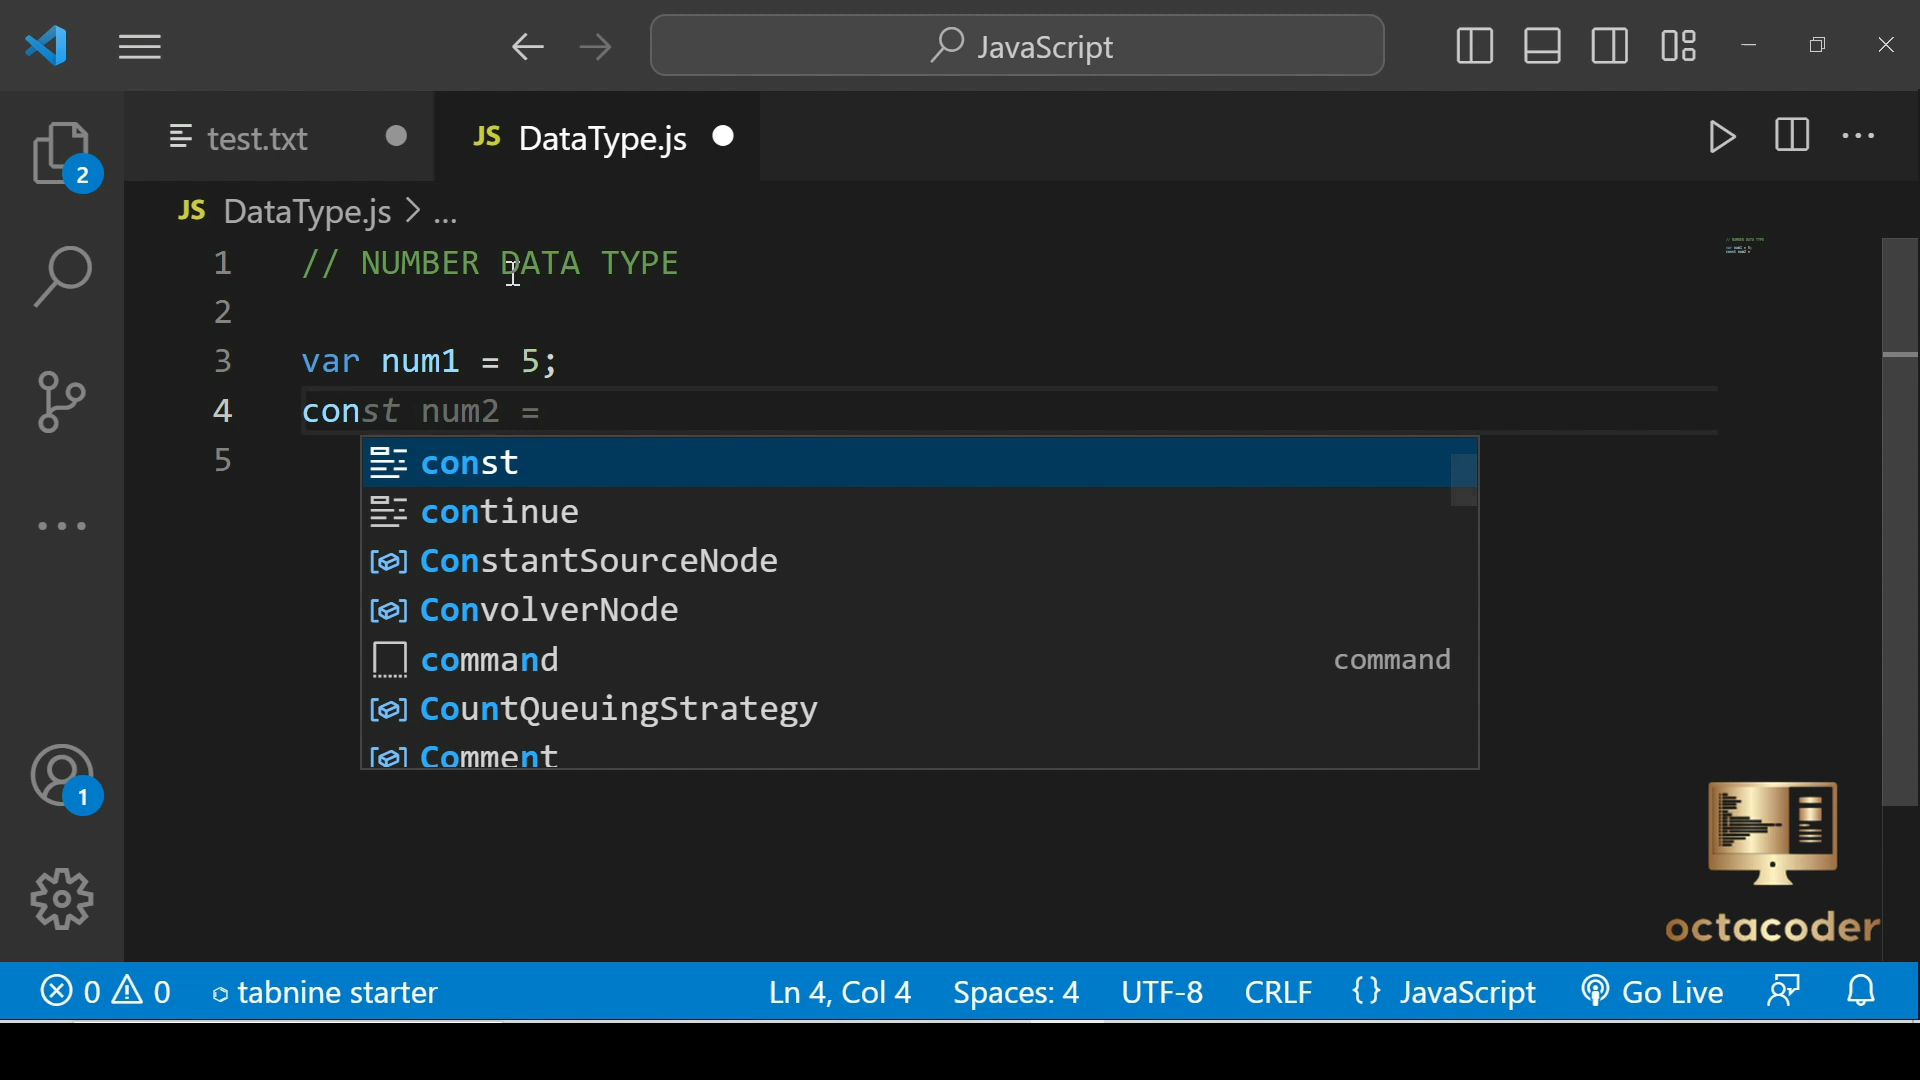 JavaScript
test.txt
JS DataType.js
2
JS DataType.js > ...
1 // NUMBER DATA TYPE
2
3 var num1 = 5;
4 const num2 =
5
const
continue
ConstantSourceNode
ConvolverNode
command command
CountQueuingStrategy
Comment
1
octacoder
0 0 tabnine starter Ln 4, Col 4 Spaces: 4 UTF-8 CRLF {} JavaScript Go Live